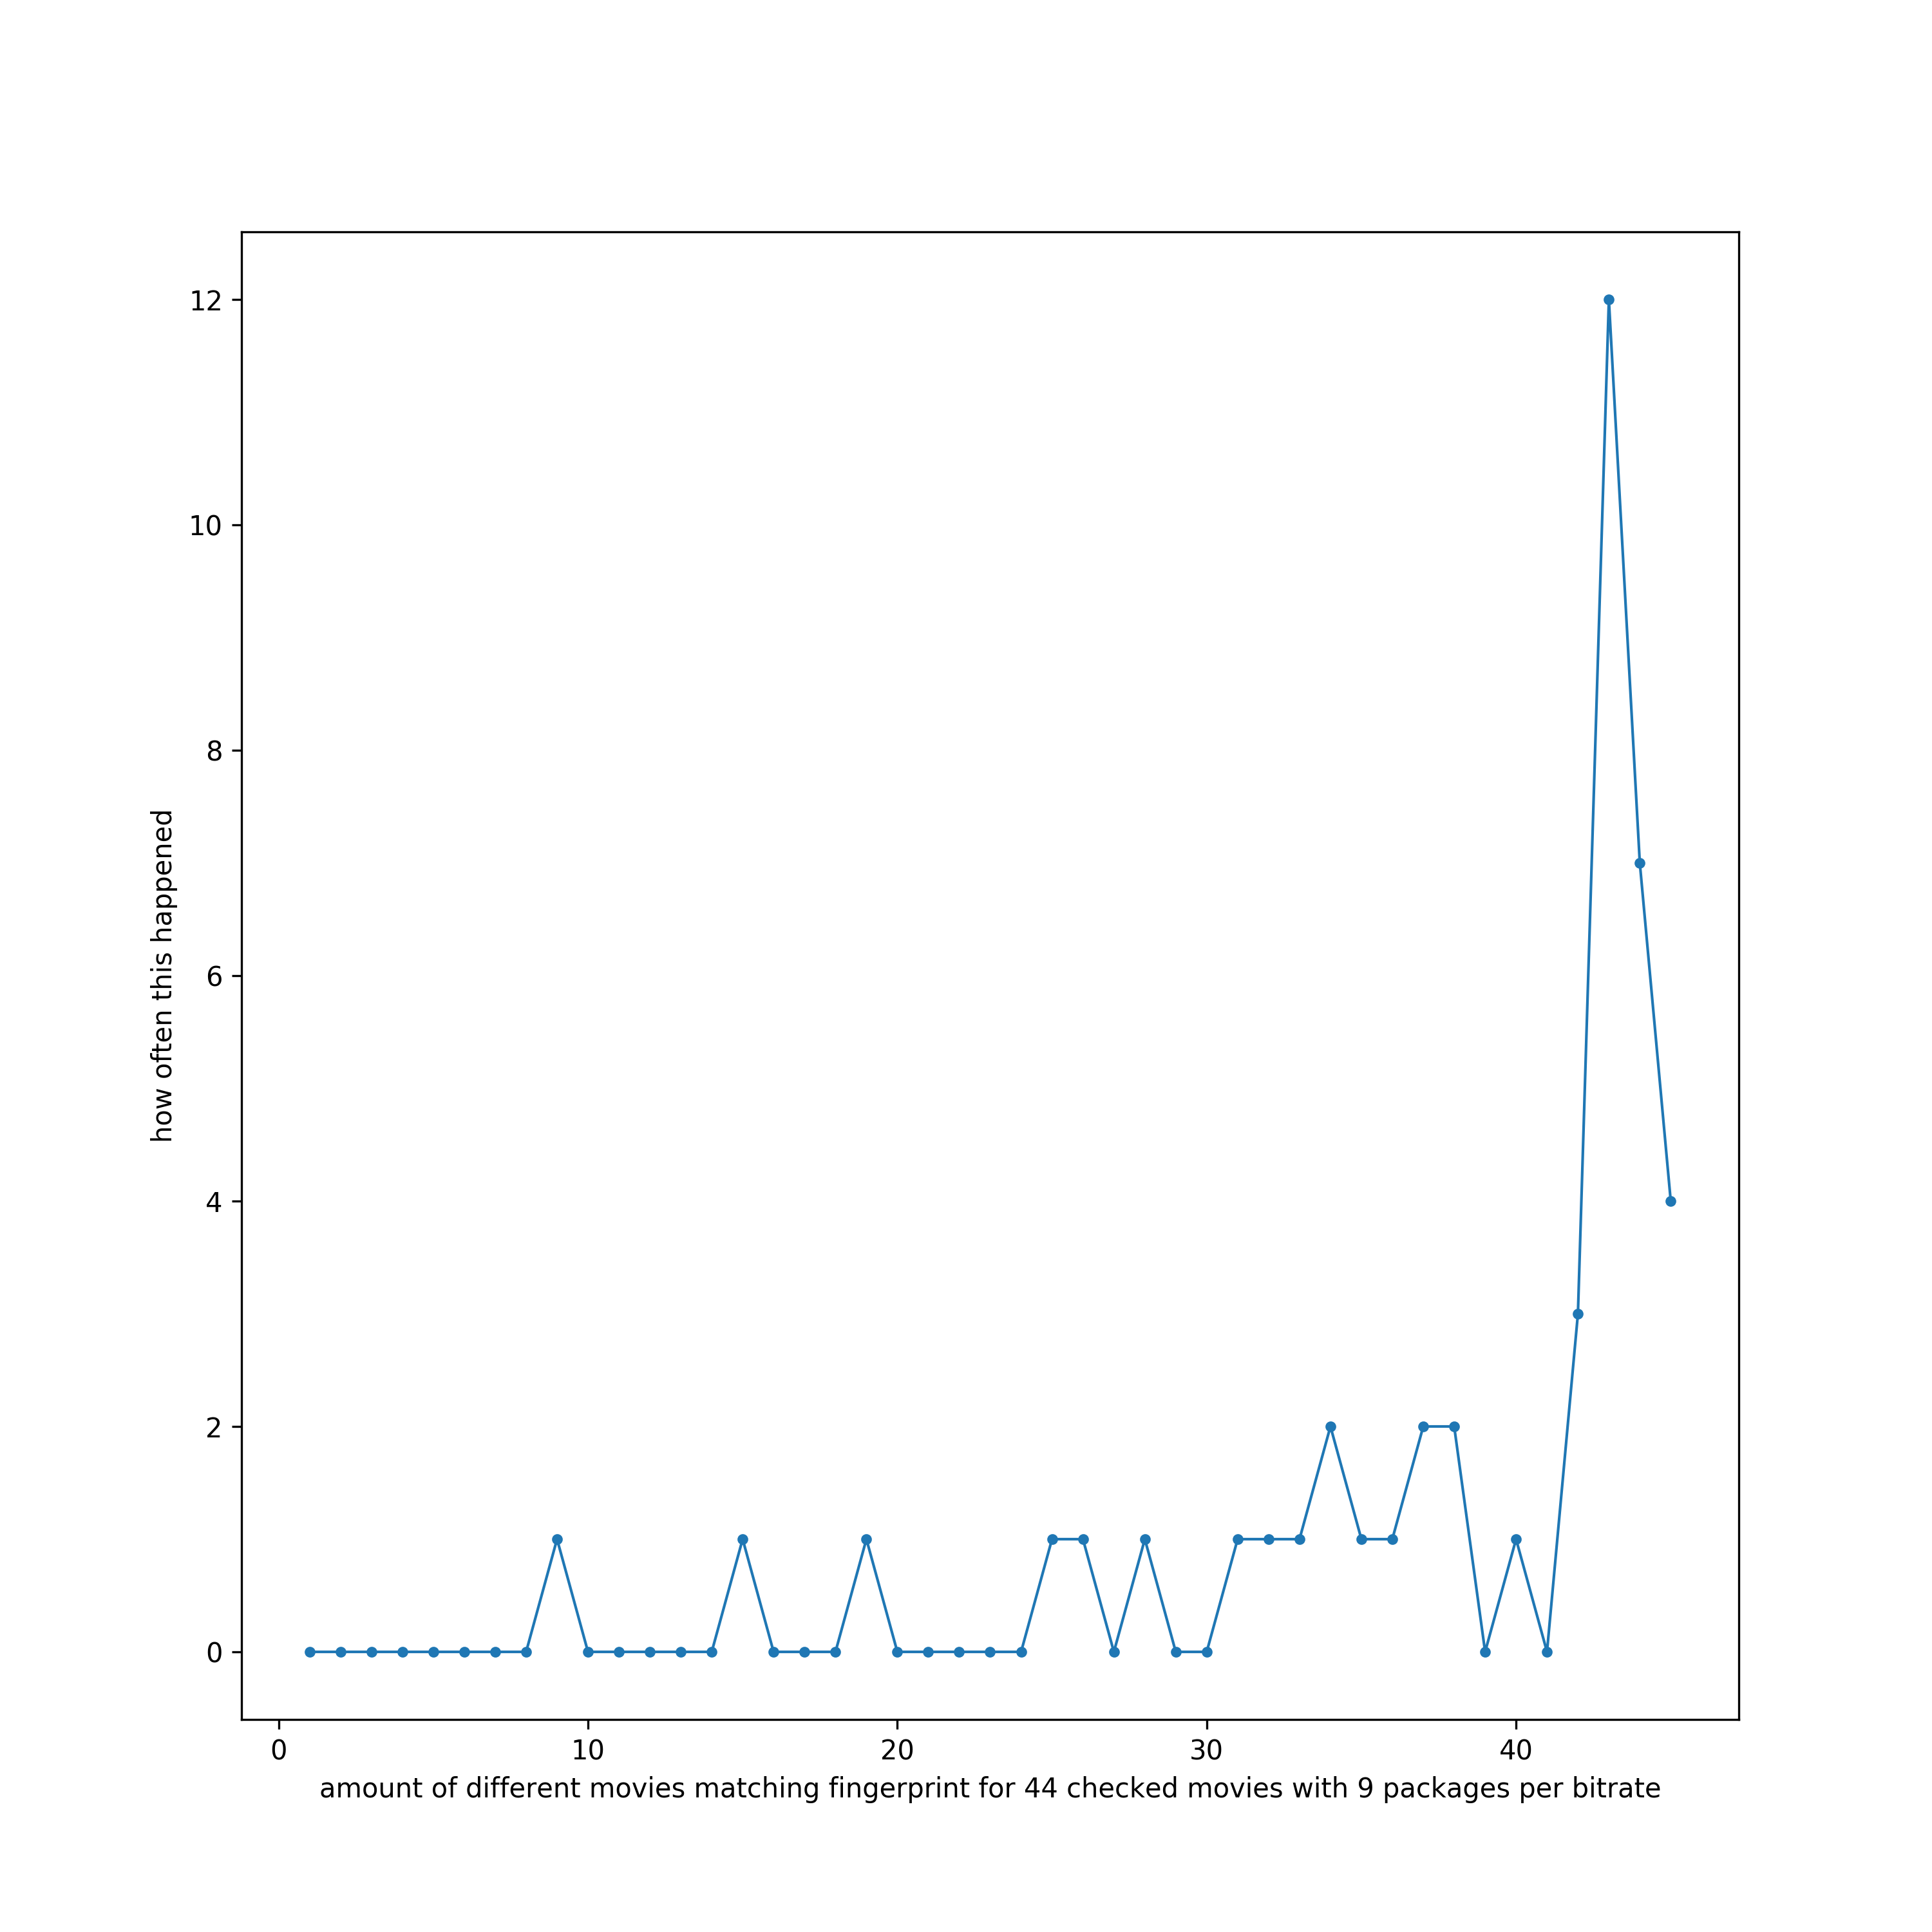 12
10
8
6
4
2
0
how often this happened
0 10 20 30 40
amount of different movies matching fingerprint for 44 checked movies with 9 packages per bitrate